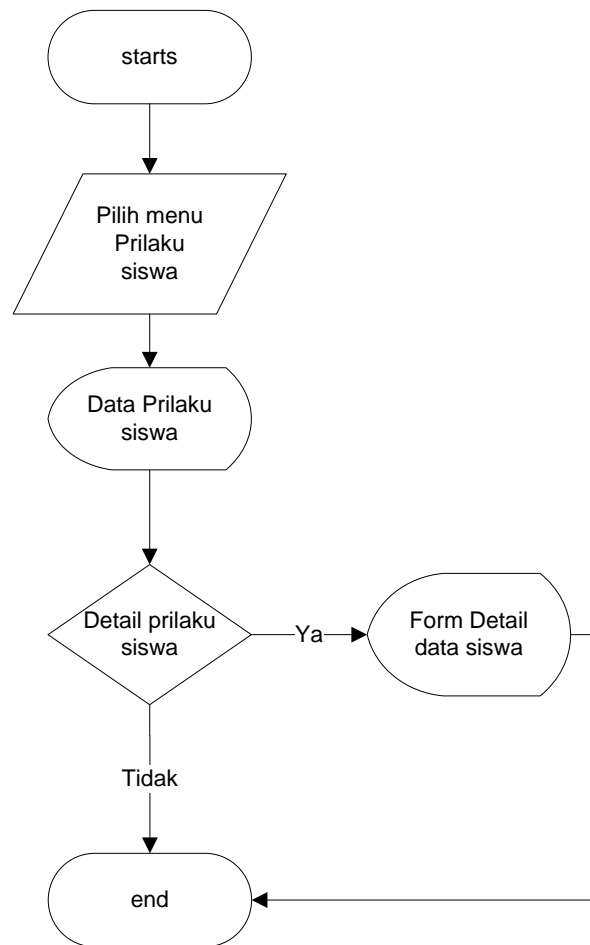 starts
Pilih menu
Prilaku
siswa
Data Prilaku
siswa
Detail prilaku
siswa
Ya
Form Detail
data siswa
Tidak
end